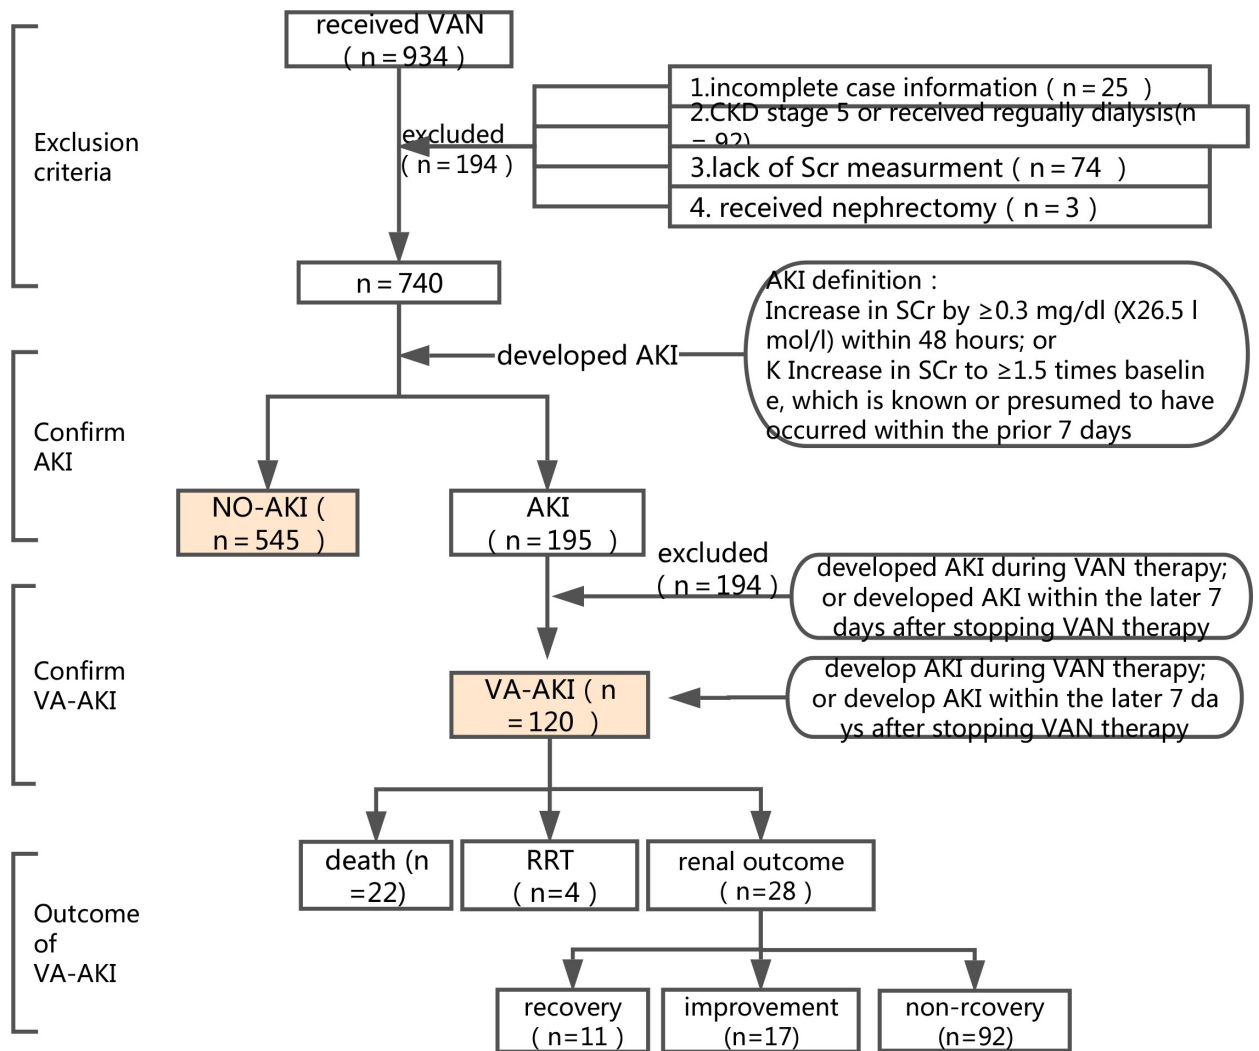 received VAN
( n = 934 )
Exclusion
criteria
excluded
( n = 194 )
1.incomplete case information ( n = 25 )
2.CKD stage 5 or received regually dialysis(n
= 92)
3.lack of Scr measurment ( n = 74 )
4. received nephrectomy ( n = 3 )
n = 740
AKI definition :
Increase in SCr by ≥0.3 mg/dl (X26.5 l
mol/l) within 48 hours; or
K Increase in SCr to ≥1.5 times baselin
e, which is known or presumed to have
occurred within the prior 7 days
developed AKI
Confirm
AKI
NO-AKI (
n = 545 )
AKI
( n = 195 )
excluded
( n = 194 )
developed AKI during VAN therapy;
or developed AKI within the later 7
days after stopping VAN therapy
Confirm
VA-AKI
VA-AKI ( n
= 120 )
develop AKI during VAN therapy;
or develop AKI within the later 7 da
ys after stopping VAN therapy
Outcome
of
VA-AKI
death (n
=22)
RRT
( n=4 )
renal outcome
( n=28 )
recovery
( n=11 )
improvement
(n=17)
non-rcovery
(n=92)